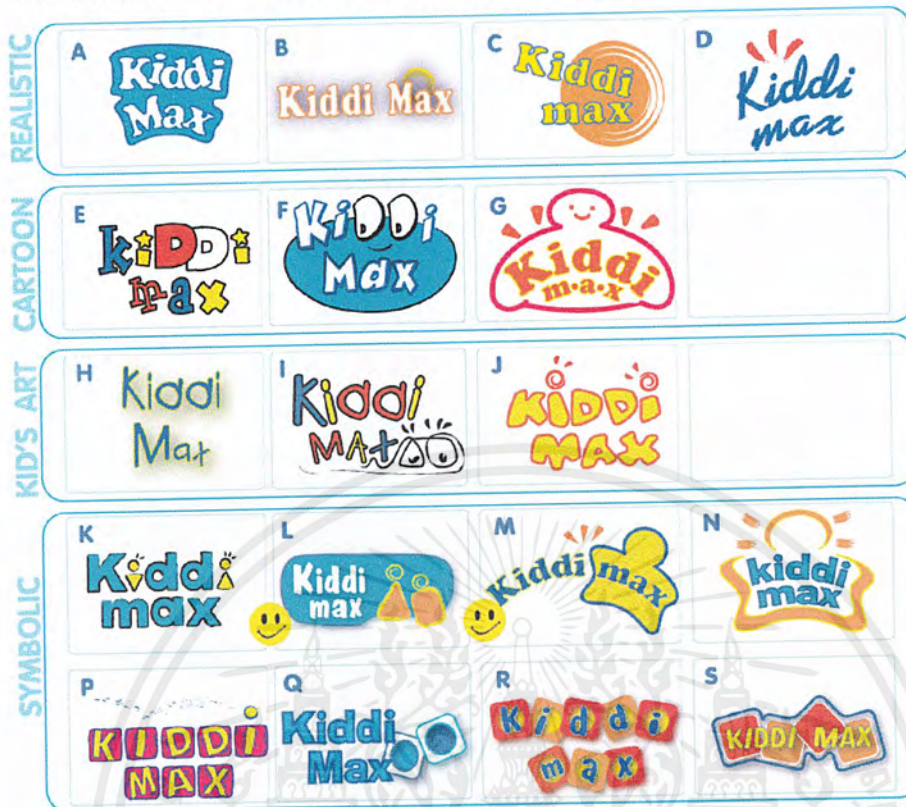 REALISTIC
A
Kiddi
Max
B
Kiddi Max
C
Kiddi
max
D
Kiddi
max
CARTOON
E
kiDDi
max
F
KiDDi
Max
G
Kiddi
m·a·x
KID'S ART
H
Kiddi
Max
I
Kiddi
MAX
J
KiDDi
MAX
SYMBOLIC
K
Kiddi
max
L
Kiddi
max
M
Kiddi max
N
kiddi
max
P
KIDDi
MAX
Q
Kiddi
Max
R
Kiddi
max
S
KIDDI MAX